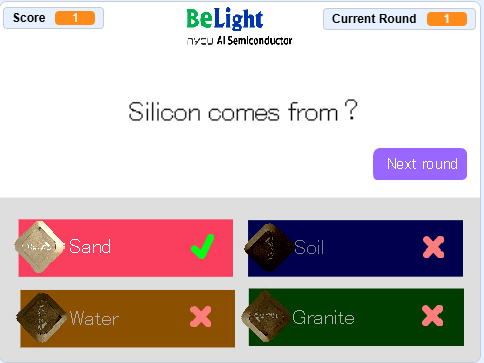 Score 1
BeLight
Current Round 1
nycu AI Semiconductor
Silicon comes from？
Next round
Sand
Soil
Water
Granite